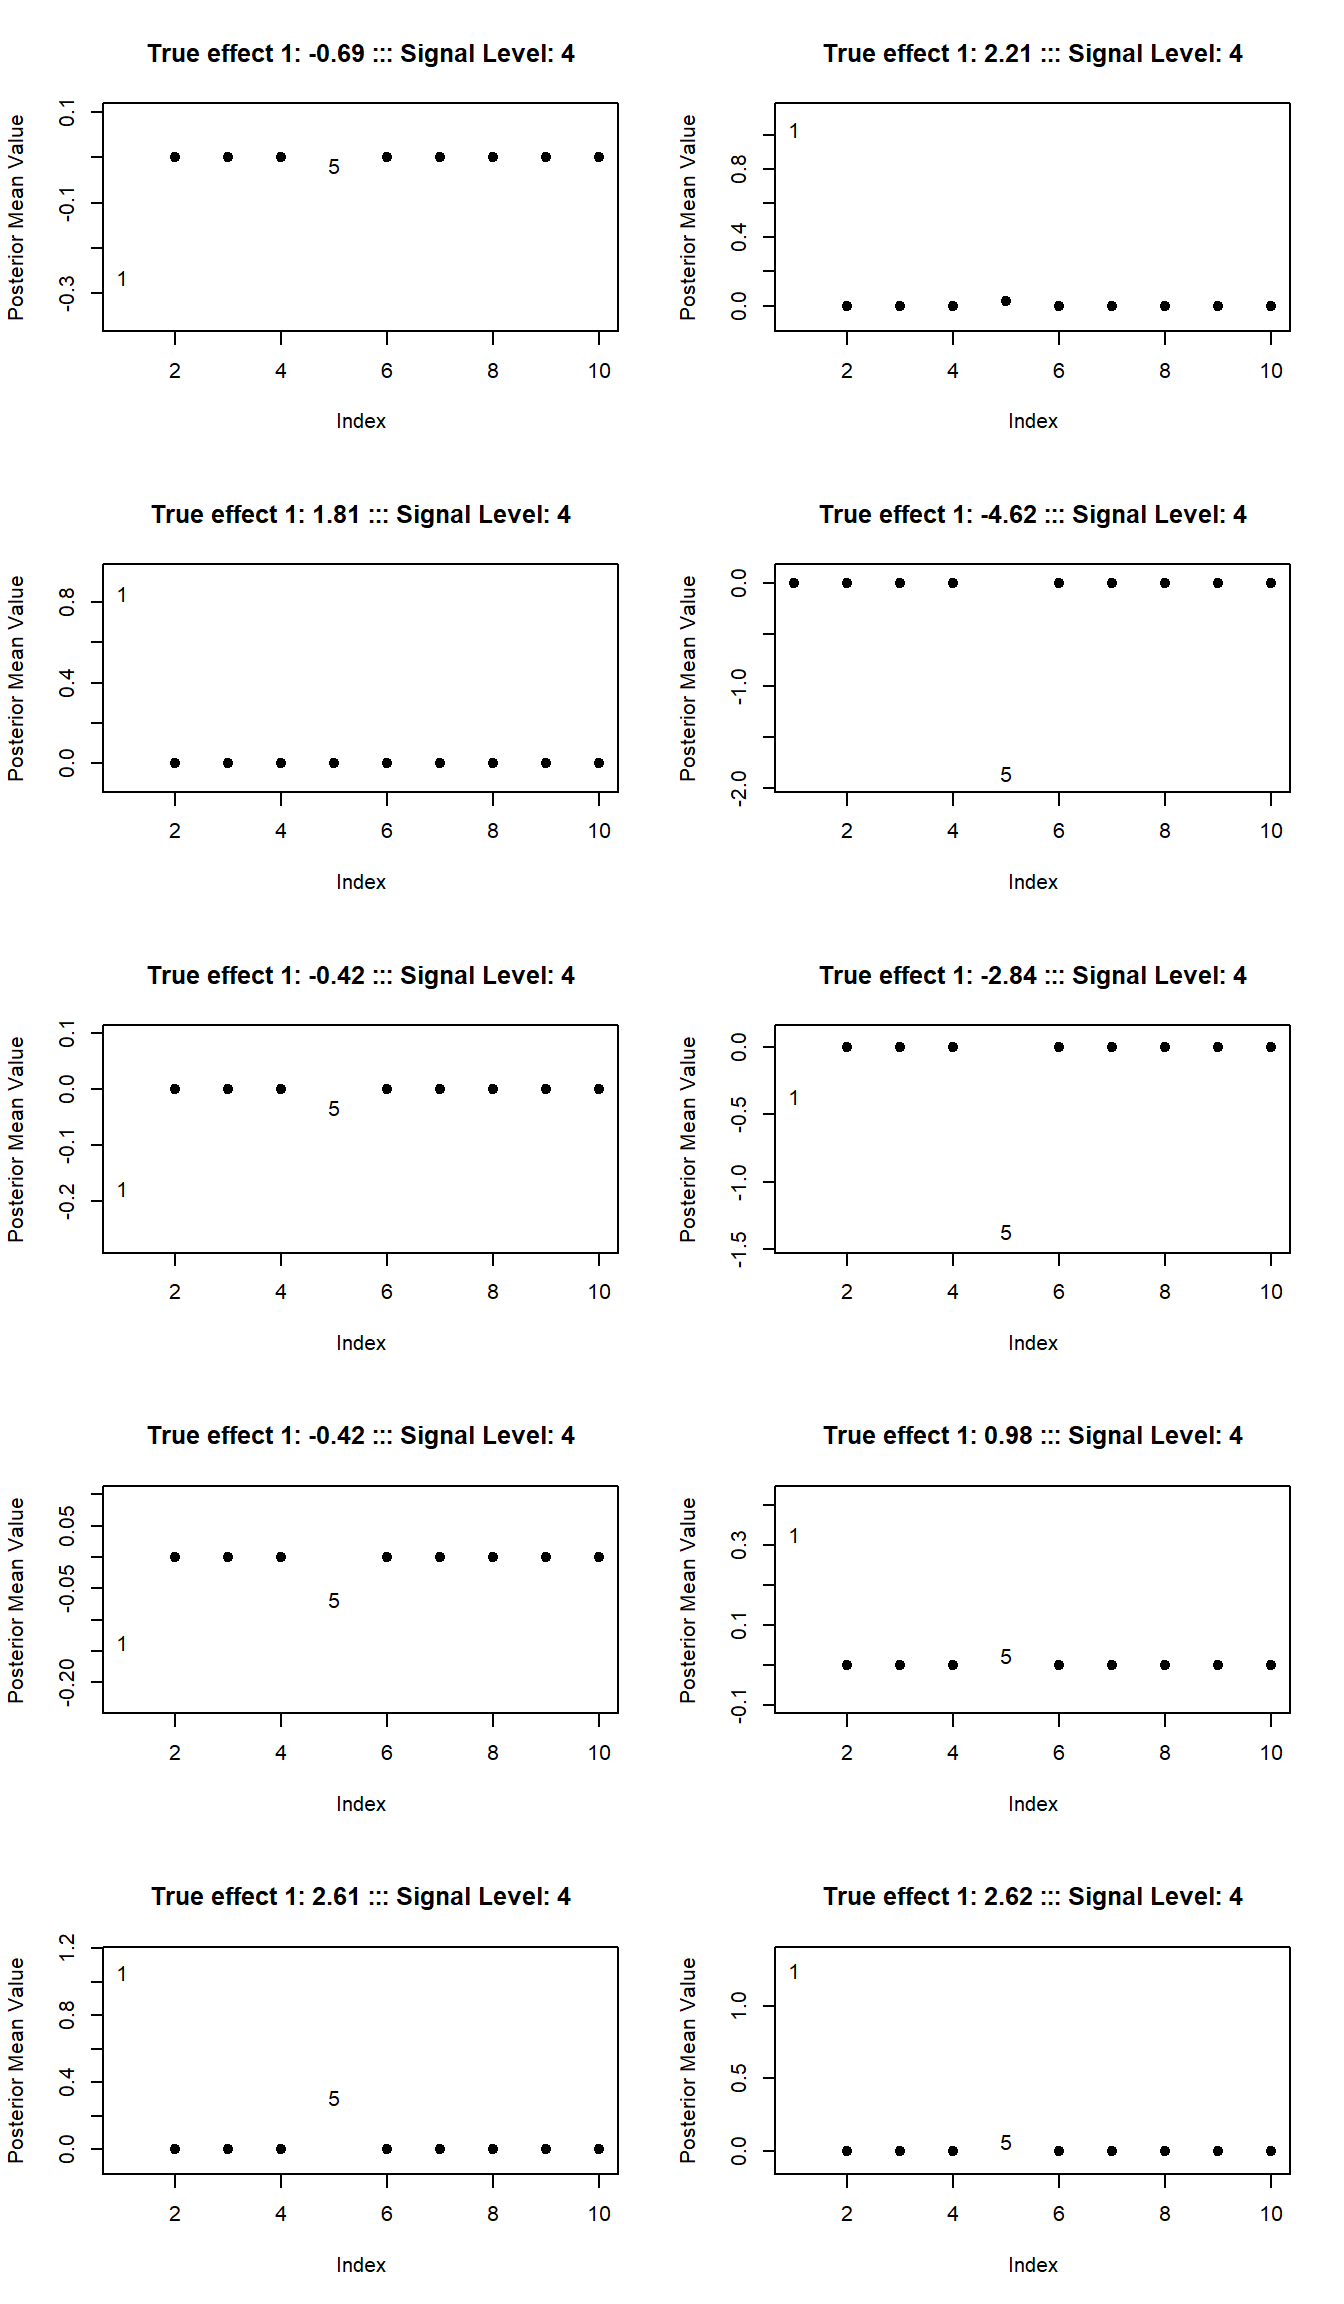 True effect 1: -0.69 ::: Signal Level: 4
Posterior Mean Value
0.1
-0.1
-0.3
1
5
2 4 6 8 10
Index
True effect 1: 2.21 ::: Signal Level: 4
Posterior Mean Value
0.8
0.4
0.0
1
2 4 6 8 10
Index
True effect 1: 1.81 ::: Signal Level: 4
Posterior Mean Value
0.8
0.4
0.0
1
2 4 6 8 10
Index
True effect 1: -4.62 ::: Signal Level: 4
Posterior Mean Value
0.0
-1.0
-2.0
5
2 4 6 8 10
Index
True effect 1: -0.42 ::: Signal Level: 4
Posterior Mean Value
0.1
0.0
-0.1
-0.2
5
1
2 4 6 8 10
Index
True effect 1: -2.84 ::: Signal Level: 4
Posterior Mean Value
0.0
-0.5
-1.0
-1.5
1
5
2 4 6 8 10
Index
True effect 1: -0.42 ::: Signal Level: 4
Posterior Mean Value
0.05
-0.05
-0.20
5
1
2 4 6 8 10
Index
True effect 1: 0.98 ::: Signal Level: 4
Posterior Mean Value
0.3
0.1
-0.1
1
5
2 4 6 8 10
Index
True effect 1: 2.61 ::: Signal Level: 4
Posterior Mean Value
1.2
0.8
0.4
0.0
1
5
2 4 6 8 10
Index
True effect 1: 2.62 ::: Signal Level: 4
Posterior Mean Value
1.0
0.5
0.0
1
5
2 4 6 8 10
Index